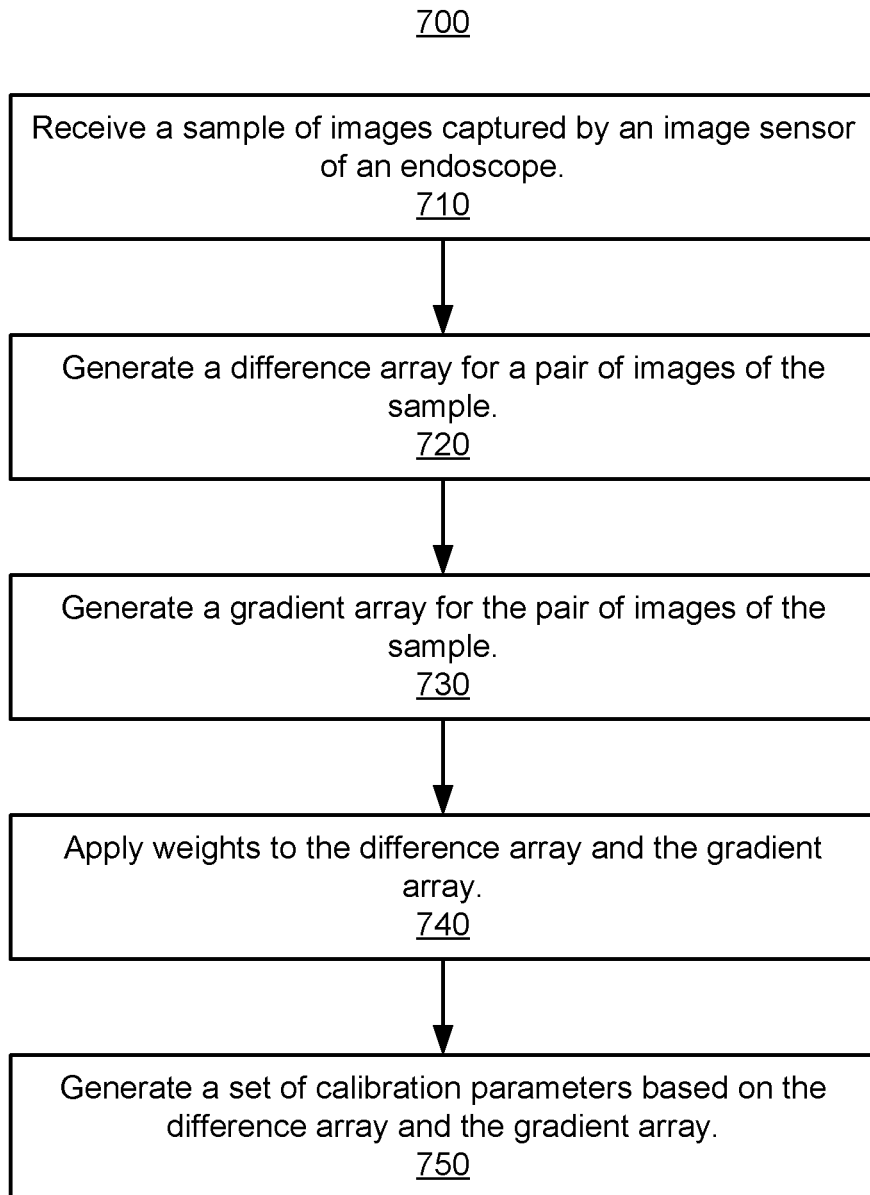 700
Receive a sample of images captured by an image sensor
of an endoscope.
710
Generate a difference array for a pair of images of the
sample.
720
Generate a gradient array for the pair of images of the
sample.
730
Apply weights to the difference array and the gradient
array.
740
Generate a set of calibration parameters based on the
difference array and the gradient array.
750